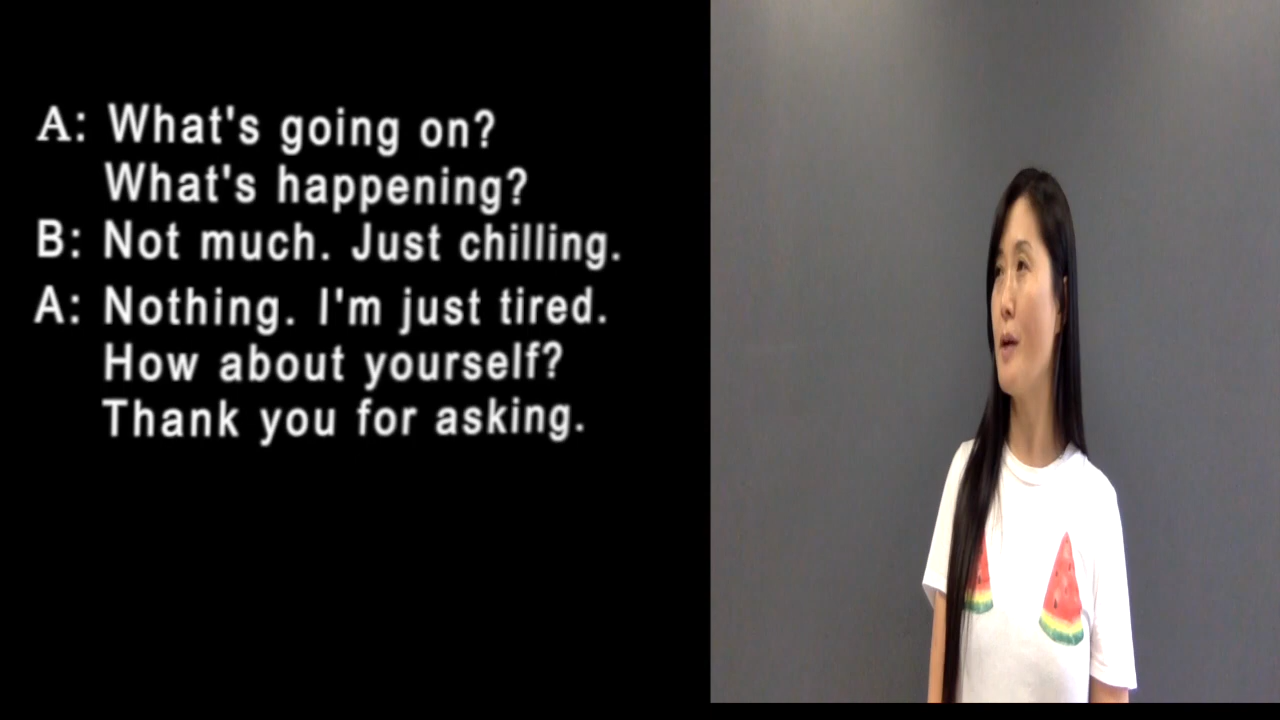 A: What's going on?
What's happening?
B: Not much. Just chilling.
A: Nothing. I'm just tired.
How about yourself?
Thank you for asking.